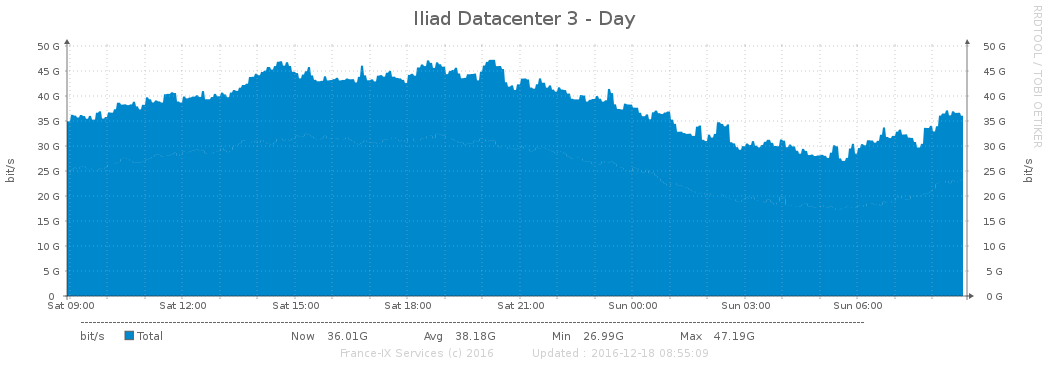 Iliad Datacenter 3 - Day
RRDTOOL / TOBI OETIKER
bit/s
50 G
45 G
40 G
35 G
30 G
25 G
20 G
15 G
10 G
5 G
0
50 G
45 G
40 G
35 G
30 G
25 G
20 G
15 G
10 G
5 G
0 G
bit/s
Sat 09:00 Sat 12:00 Sat 15:00 Sat 18:00 Sat 21:00 Sun 00:00 Sun 03:00 Sun 06:00
bit/s Total Now 36.01G Avg 38.18G Min 26.99G Max 47.19G
France-IX Services (c) 2016 Updated : 2016-12-18 08:55:09